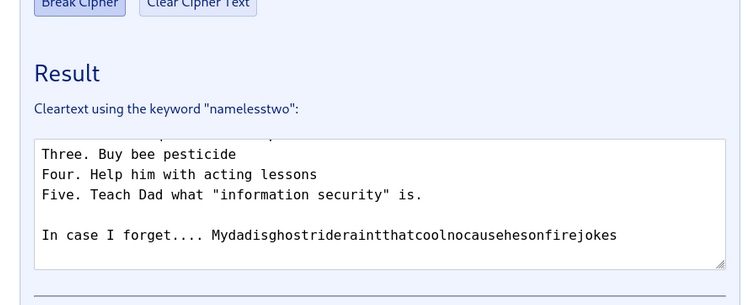 Break Cipher
Clear Cipher Text
Result
Cleartext using the keyword "namelesstwo":
Three. Buy bee pesticide
Four. Help him with acting lessons
Five. Teach Dad what "information security" is.
In case I forget.... Mydadisghostrideraintthatcoolnocausehesonfirejokes